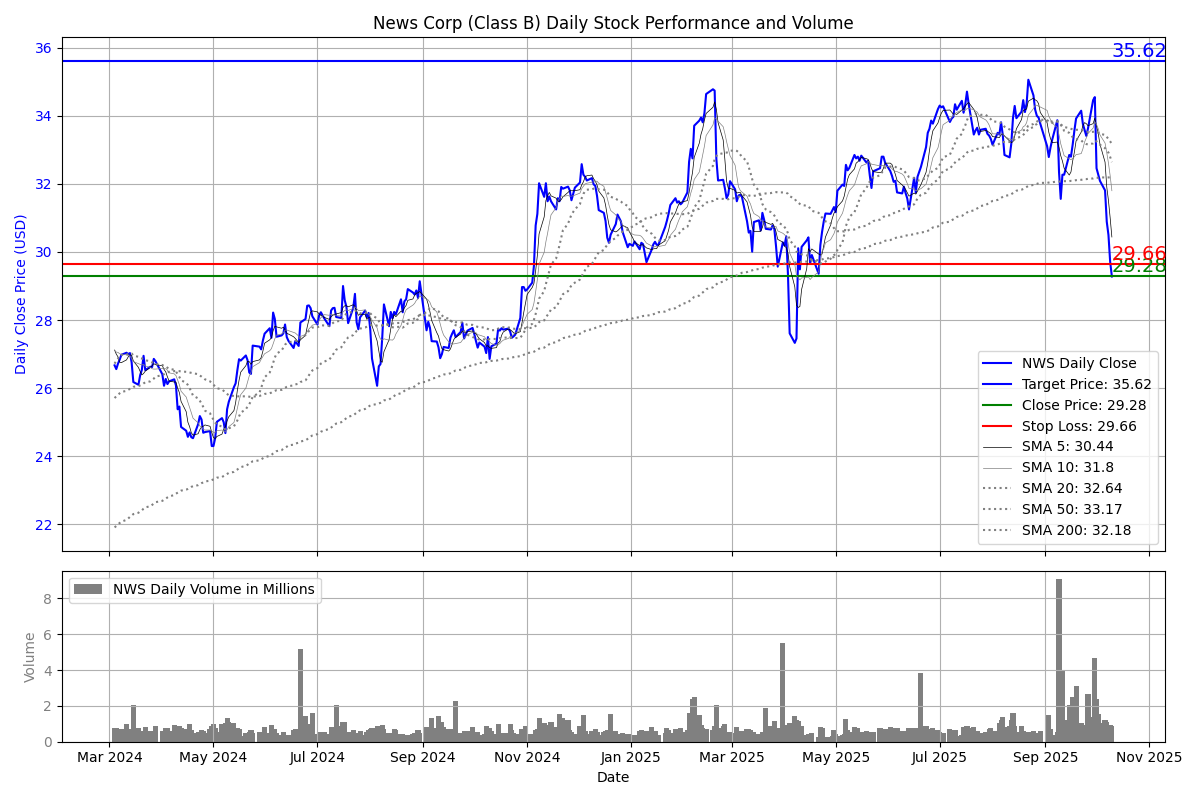 News Corp (Class B) Daily Stock Performance and Volume
Daily Close Price (USD)
36
34
32
30
28
26
24
22
35.62
29.66
29.28
NWS Daily Close
Target Price: 35.62
Close Price: 29.28
Stop Loss: 29.66
SMA 5: 30.44
SMA 10: 31.8
SMA 20: 32.64
SMA 50: 33.17
SMA 200: 32.18
NWS Daily Volume in Millions
Volume
8
6
4
2
0
Mar 2024 May 2024 Jul 2024 Sep 2024 Nov 2024 Jan 2025 Mar 2025 May 2025 Jul 2025 Sep 2025 Nov 2025
Date